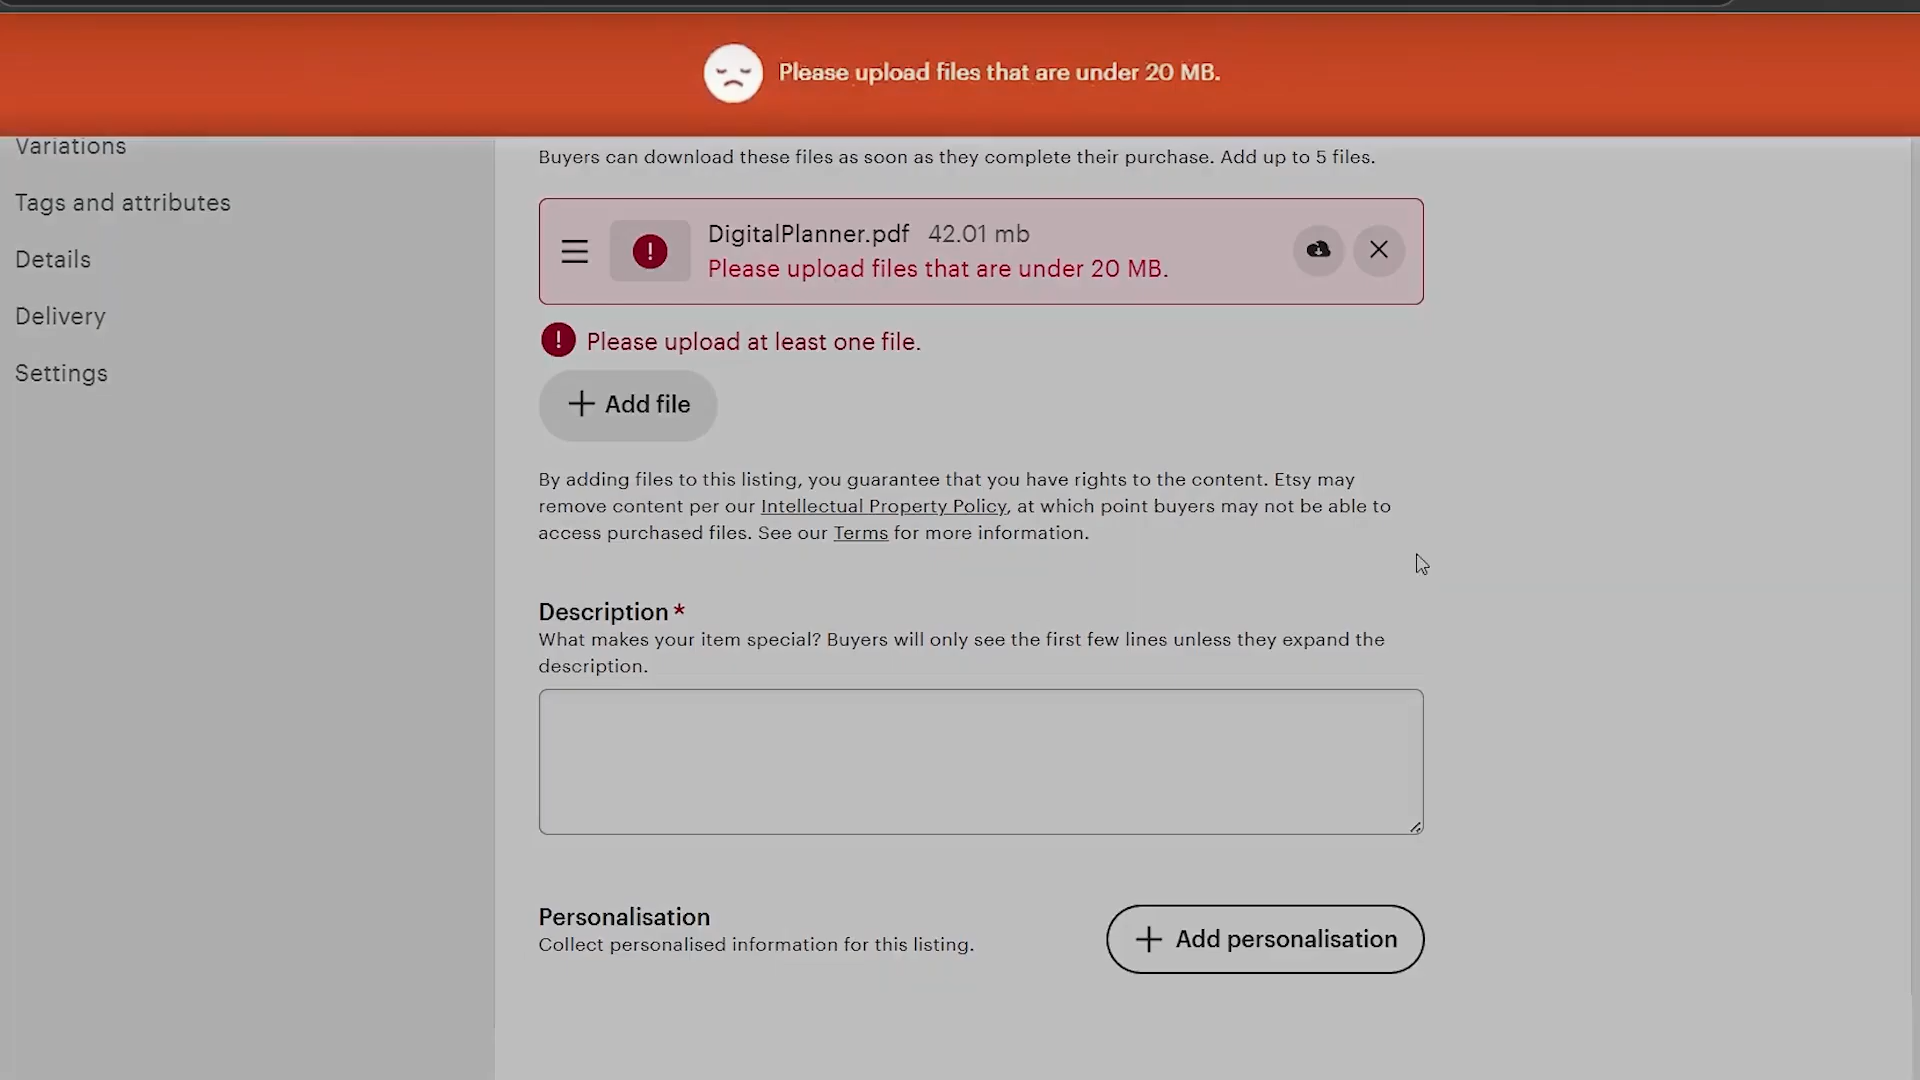 Please upload files that are under 20 MB.
Variations
Tags and attributes
Details
Delivery
Settings
Buyers can download these files as soon as they complete their purchase. Add up to 5 files.
DigitalPlanner.pdf 42.01 mb
Please upload files that are under 20 MB.
Please upload at least one file.
Add file
By adding files to this listing, you guarantee that you have rights to the content. Etsy may
remove content per our Intellectual Property Policy, at which point buyers may not be able to
access purchased files. See our Terms for more information.
Description *
What makes your item special? Buyers will only see the first few lines unless they expand the
description.
Personalisation
Collect personalised information for this listing.
Add personalisation